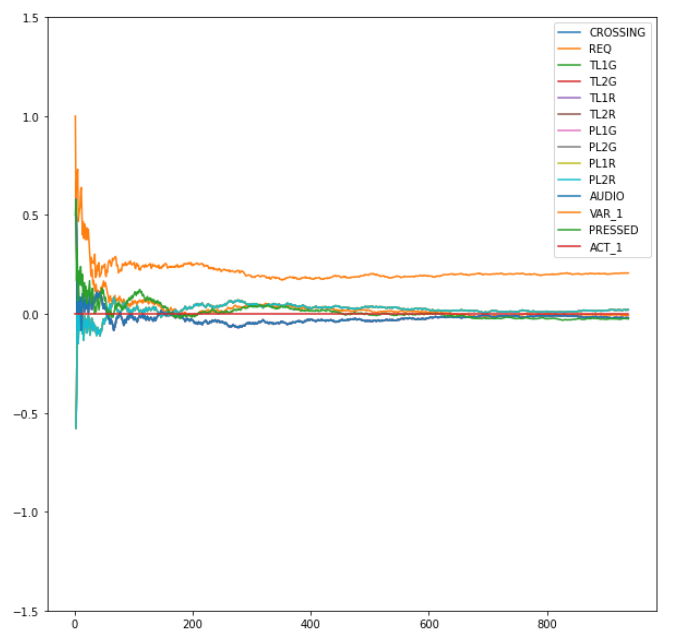 1.5
1.0
0.5
0.0
−0.5
−1.0
−1.5
0
200
400
600
800
CROSSING
REQ
TL1G
TL2G
TL1R
TL2R
PL1G
PL2G
PL1R
PL2R
AUDIO
VAR_1
PRESSED
ACT_1